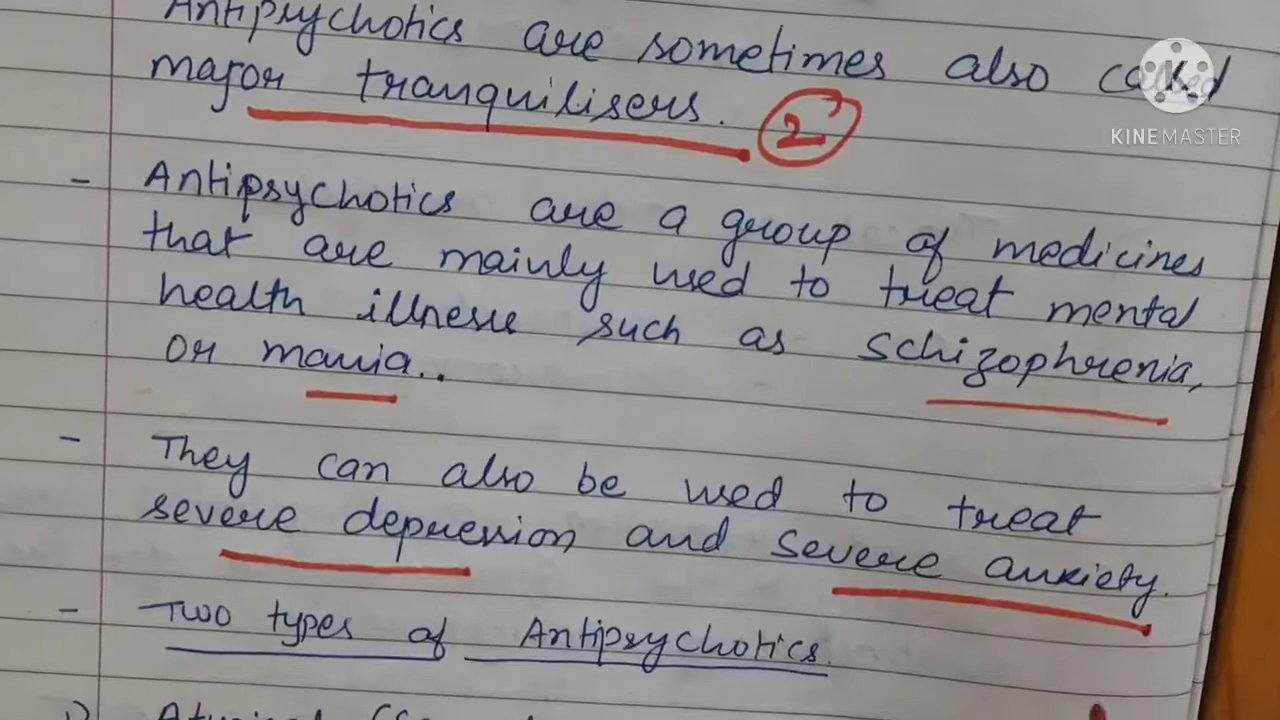 Antipsychotics are sometimes also called
major tranquilisers. 2
KINEMASTER
- Antipsychotics are a group of medicines
that are mainly used to treat mental
health illness such as schizophrenia,
or mania..
- They can also be used to treat
severe depression and severe anxiety.
- Two types of Antipsychotics.